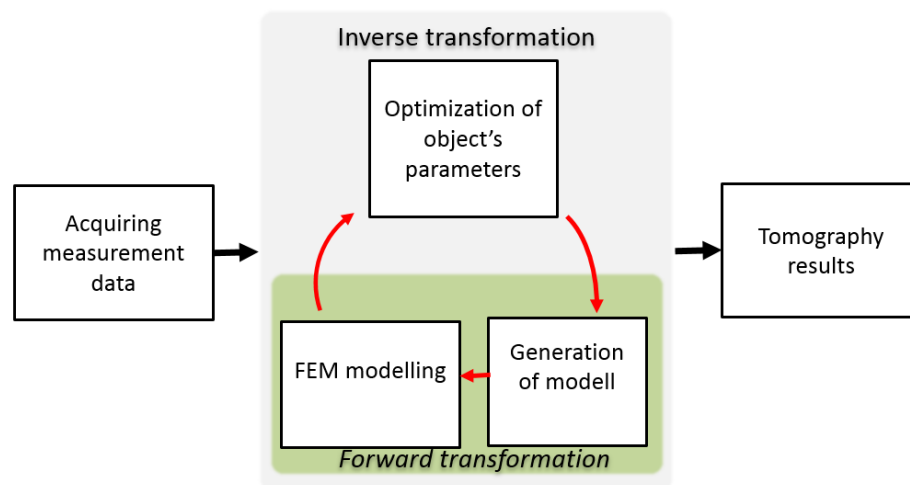 Inverse transformation
Optimization of
object's
parameters
Acquiring
measurement
data
Tomography
results
FEM modelling
Generation
of modell
Forward transformation